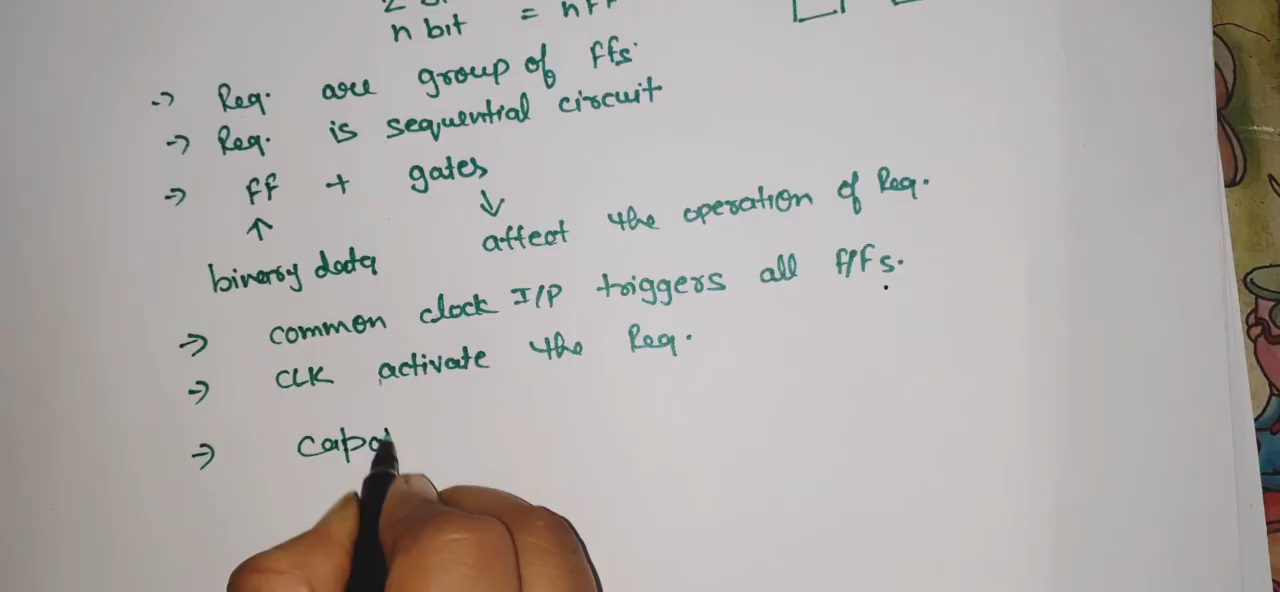 n bit = nFF
-> Reg. are group of ffs.
-> Reg. is sequential circuit
-> FF + gates
↑ ↓
binary data affect the operation of Reg.
-> common clock I/P triggers all F/Fs.
-> CLK activate the Reg.
-> capa